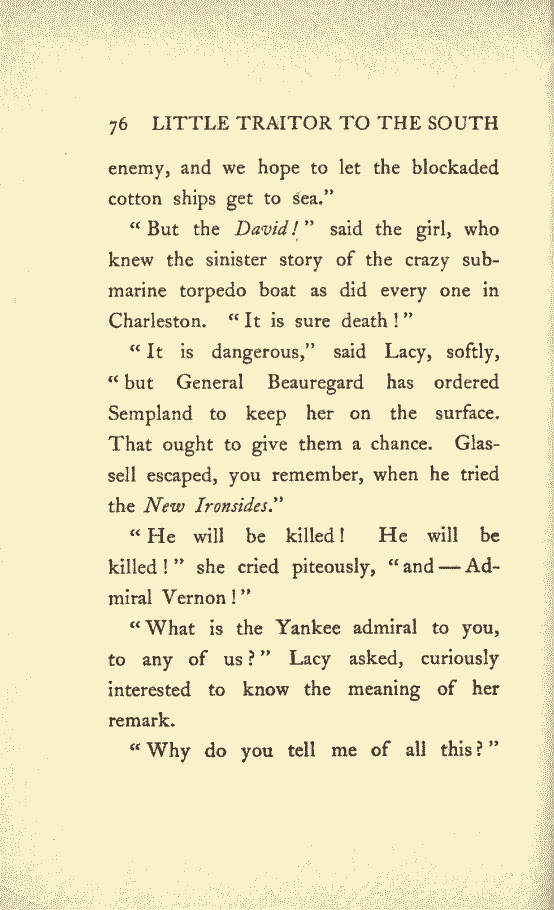 76 LITTLE TRAITOR TO THE SOUTH
enemy, and we hope to let the blockaded
cotton ships get to sea."
"But the David!" said the girl, who
knew the sinister story of the crazy sub-
marine torpedo boat as did every one in
Charleston. "It is sure death!"
"It is dangerous," said Lacy, softly,
"but General Beauregard has ordered
Sempland to keep her on the surface.
That ought to give them a chance. Glas-
sell escaped, you remember, when he tried
the New Ironsides."
"He will be killed! He will be
killed!" she cried piteously, "and — Ad-
miral Vernon!"
"What is the Yankee admiral to you,
to any of us?" Lacy asked, curiously
interested to know the meaning of her
remark.
"Why do you tell me of all this?"